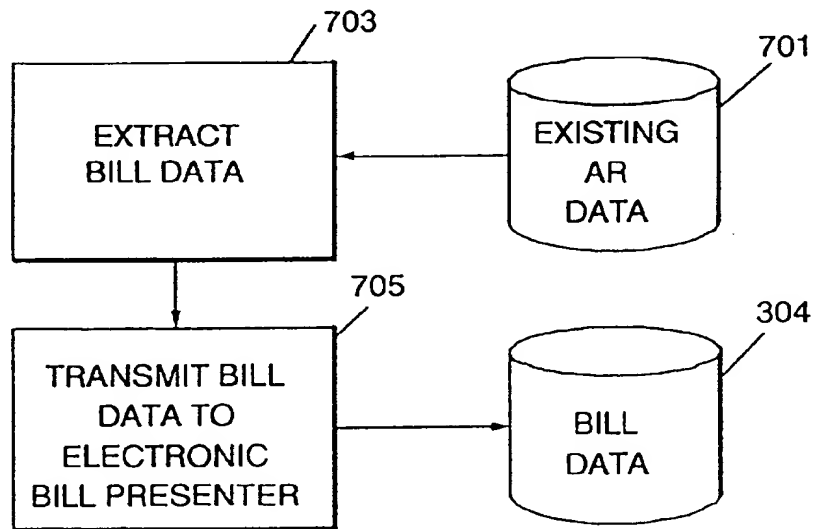 703
EXTRACT
BILL DATA
701
EXISTING
AR
DATA
705
TRANSMIT BILL
DATA TO
ELECTRONIC
BILL PRESENTER
304
BILL
DATA